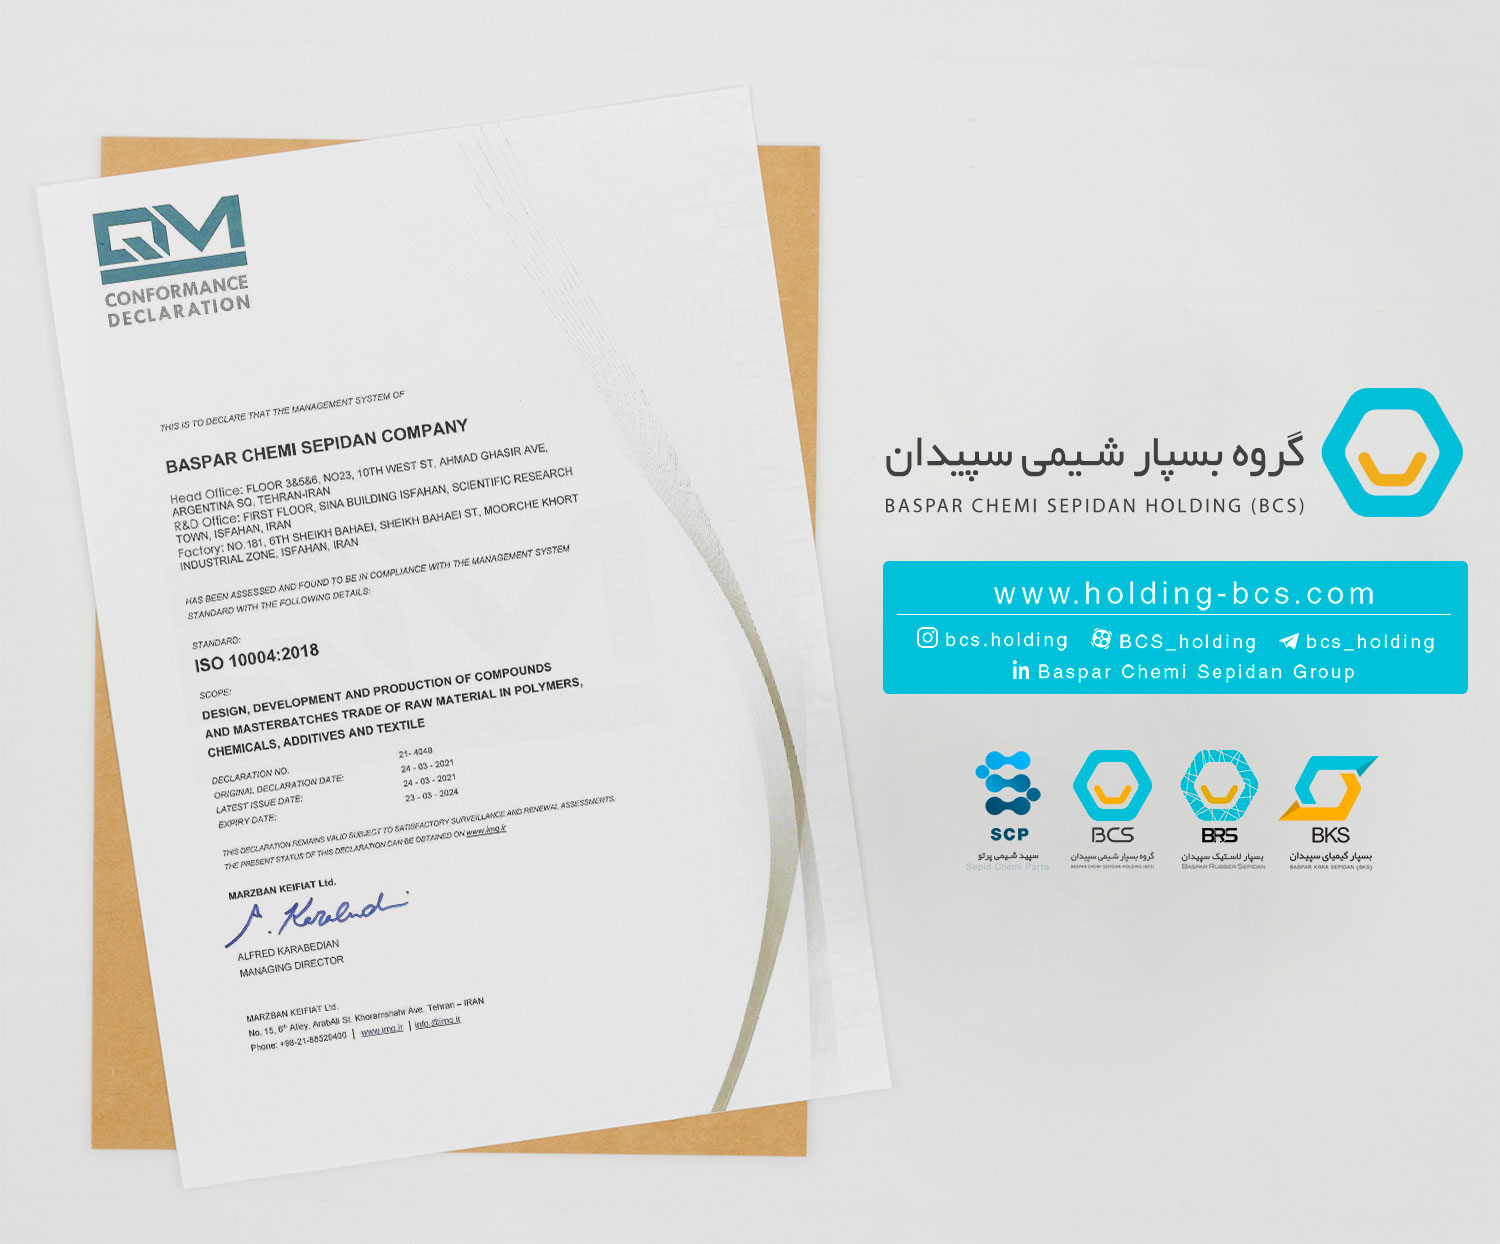 QM
CONFORMANCE
DECLARATION
THIS IS TO DECLARE THAT THE MANAGEMENT SYSTEM OF
BASPAR CHEMI SEPIDAN COMPANY
Head Office: FLOOR 3&5&6, NO23, 10TH WEST ST, AHMAD GHASIR AVE,
ARGENTINA SQ, TEHRAN-IRAN
R&D Office: FIRST FLOOR, SINA BUILDING ISFAHAN, SCIENTIFIC RESEARCH
TOWN, ISFAHAN, IRAN
Factory: NO.181, 6TH SHEIKH BAHAEI, SHEIKH BAHAEI ST, MOORCHE KHORT
INDUSTRIAL ZONE, ISFAHAN, IRAN
HAS BEEN ASSESSED AND FOUND TO BE IN COMPLIANCE WITH THE MANAGEMENT SYSTEM
STANDARD WITH THE FOLLOWING DETAILS:
STANDARD:
ISO 10004:2018
SCOPE:
DESIGN, DEVELOPMENT AND PRODUCTION OF COMPOUNDS
AND MASTERBATCHES TRADE OF RAW MATERIAL IN POLYMERS,
CHEMICALS, ADDITIVES AND TEXTILE
DECLARATION NO. 21- 4048
ORIGINAL DECLARATION DATE: 24 - 03 - 2021
LATEST ISSUE DATE: 24 - 03 - 2021
EXPIRY DATE: 23 - 03 - 2024
THIS DECLARATION REMAINS VALID SUBJECT TO SATISFACTORY SURVEILLANCE AND RENEWAL ASSESSMENTS.
THE PRESENT STATUS OF THIS DECLARATION CAN BE OBTAINED ON www.imq.ir
MARZBAN KEIFIAT Ltd.
A. Karabedi
ALFRED KARABEDIAN
MANAGING DIRECTOR
MARZBAN KEIFIAT Ltd.
No. 15, 6th Alley, ArabAli St. Khoramshahr Ave. Tehran – IRAN
Phone: +98-21-88529400 | www.imq.ir | info @imq.ir
گروه بسپار شیمی سپیدان
BASPAR CHEMI SEPIDAN HOLDING (BCS)
www.holding-bcs.com
bcs.holding BCS_holding bcs_holding
in Baspar Chemi Sepidan Group
SCP
سپید شیمی پرتو
Sepid Chemi Parto
BCS
گروه بسپار شیمی سپیدان
BASPAR CHEMI SEPIDAN HOLDING (BCS)
BRS
بسپار لاستیک سپیدان
BASPAR RUBBER SEPIDAN
BKS
بسپار کیمیای سپیدان
BASPAR KIMIA SEPIDAN (BKS)